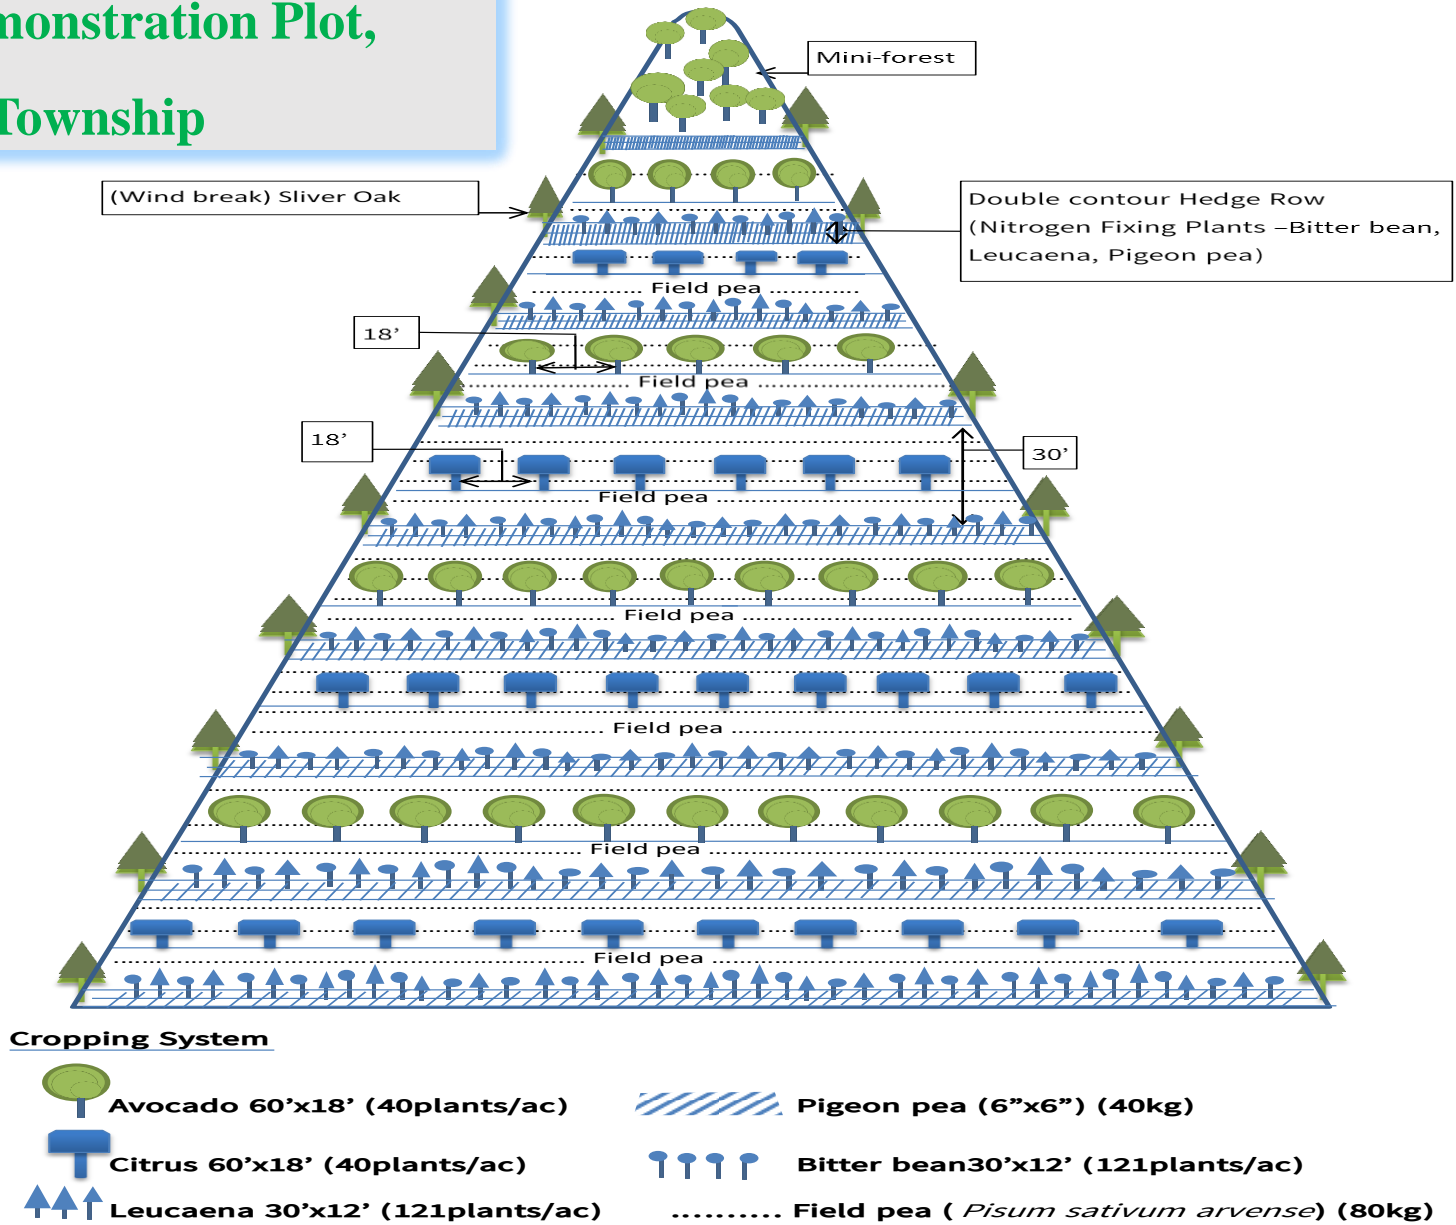 monstration Plot,
Township
Mini-forest
(Wind break) Sliver Oak
Double contour Hedge Row
(Nitrogen Fixing Plants –Bitter bean,
Leucaena, Pigeon pea)
Field pea
18’
Field pea
18’
30’
Field pea
Field pea
Field pea
Field pea
Field pea
Cropping System
Avocado 60’x18’ (40plants/ac)
Pigeon pea (6”x6”) (40kg)
Citrus 60’x18’ (40plants/ac)
Bitter bean30’x12’ (121plants/ac)
Leucaena 30’x12’ (121plants/ac)
.......... Field pea ( Pisum sativum arvense) (80kg)